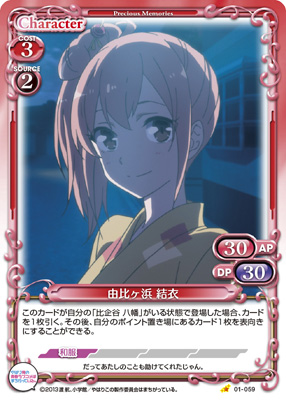 Precious Memories
Character
COST
3
SOURCE
2
由比ヶ浜 結衣
30 AP
DP 30
このカードが自分の「比企谷 八幡」がいる状態で登場した場合、カード
を1枚引く。その後、自分のポイント置き場にあるカード1枚を表向き
にすることができる。
和服
だってあたしのことも助けてくれたじゃん。
©2013 渡 航、小学館／やはりこの製作委員会はまちがっている。
01-059